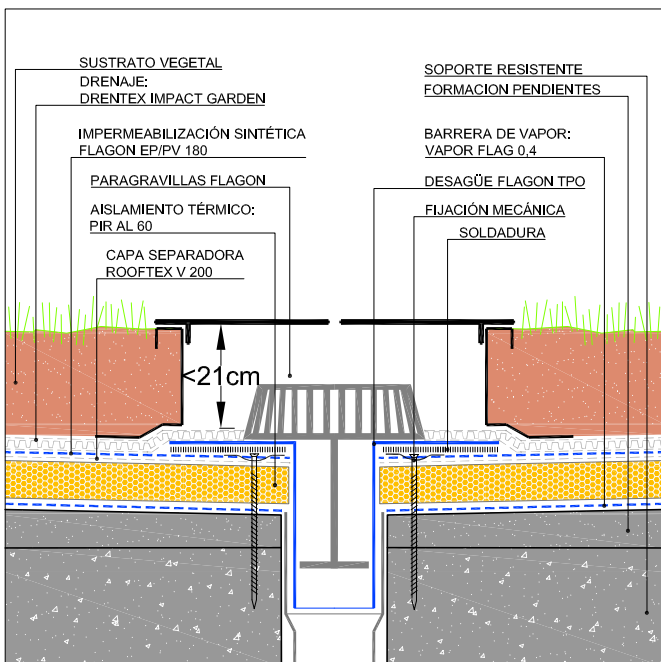 SUSTRATO VEGETAL
DRENAJE:
DRENTEX IMPACT GARDEN
IMPERMEABILIZACIÓN SINTÉTICA
FLAGON EP/PV 180
PARAGRAVILLAS FLAGON
AISLAMIENTO TÉRMICO:
PIR AL 60
CAPA SEPARADORA
ROOFTEX V 200
SOPORTE RESISTENTE
FORMACION PENDIENTES
BARRERA DE VAPOR:
VAPOR FLAG 0,4
DESAGÜE FLAGON TPO
FIJACIÓN MECÁNICA
SOLDADURA
<21cm